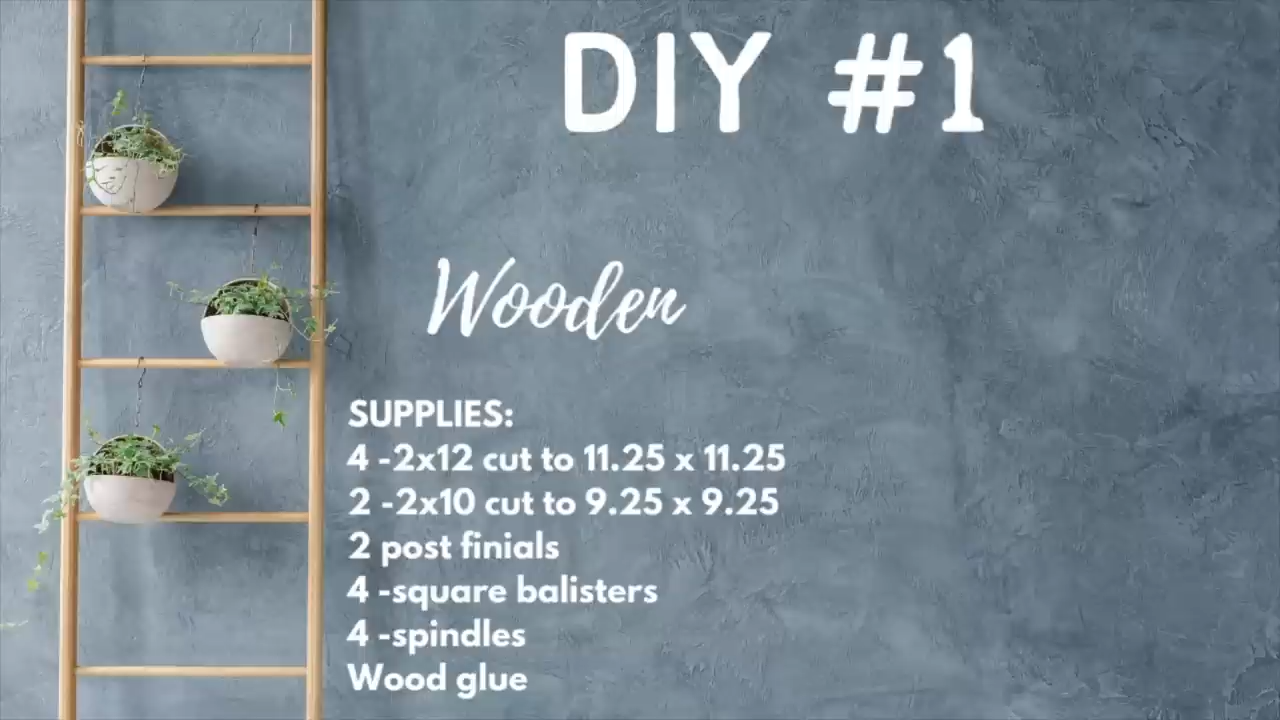 DIY #1
Wooden
SUPPLIES:
4 -2x12 cut to 11.25 x 11.25
2 -2x10 cut to 9.25 x 9.25
2 post finials
4 -square balisters
4 -spindles
Wood glue